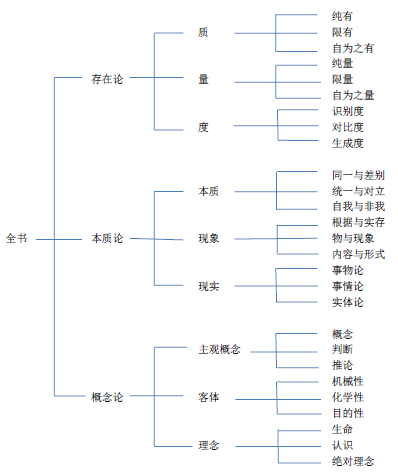 全书
存在论
质
纯有
限有
自为之有
量
纯量
限量
自为之量
度
识别度
对比度
生成度
本质论
本质
同一与差别
统一与对立
自我与非我
现象
根据与实存
物与现象
内容与形式
现实
事物论
事情论
实体论
概念论
主观概念
概念
判断
推论
客体
机械性
化学性
目的性
理念
生命
认识
绝对理念